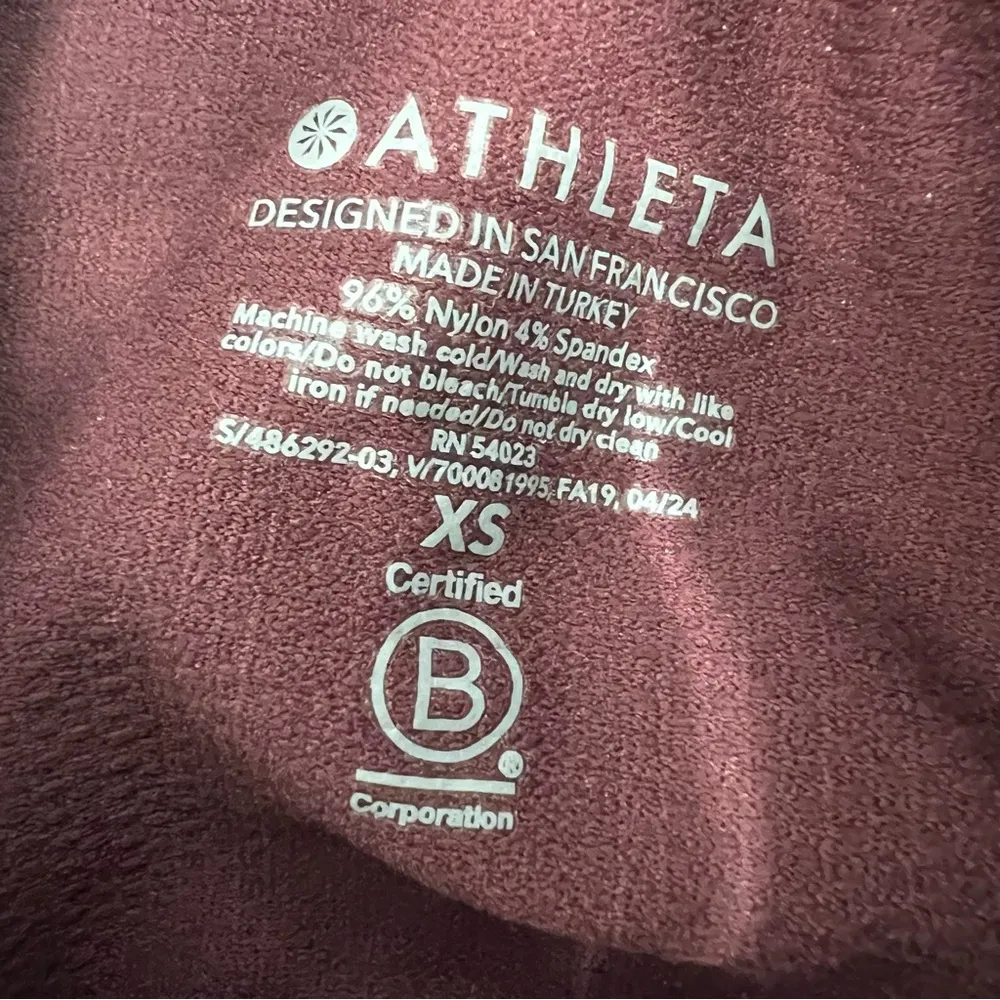 ATHLETA
DESIGNED IN SAN FRANCISCO
MADE IN TURKEY
96% Nylon 4% Spandex
Machine wash cold/Wash and dry with like
colors/Do not bleach/Tumble dry low/Cool
iron if needed/Do not dry clean
RN 54023
S/486292-03, V/700081995, FA19, 04/24
XS
Certified
B
®
Corporation